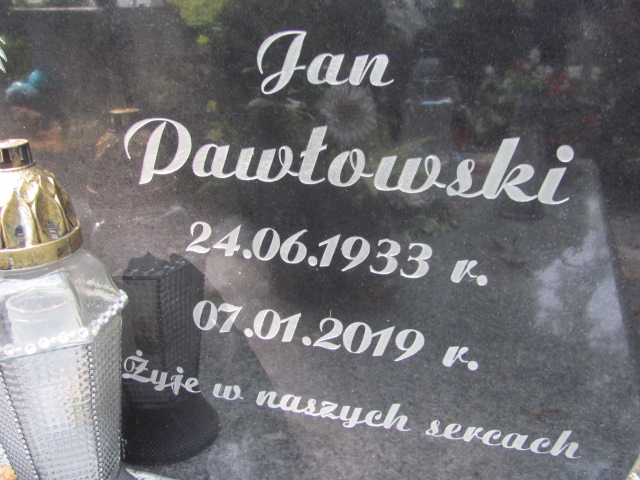 Jan
Pawłowski
24.06.1933 r.
07.01.2019 r.
Żyje w naszych sercach